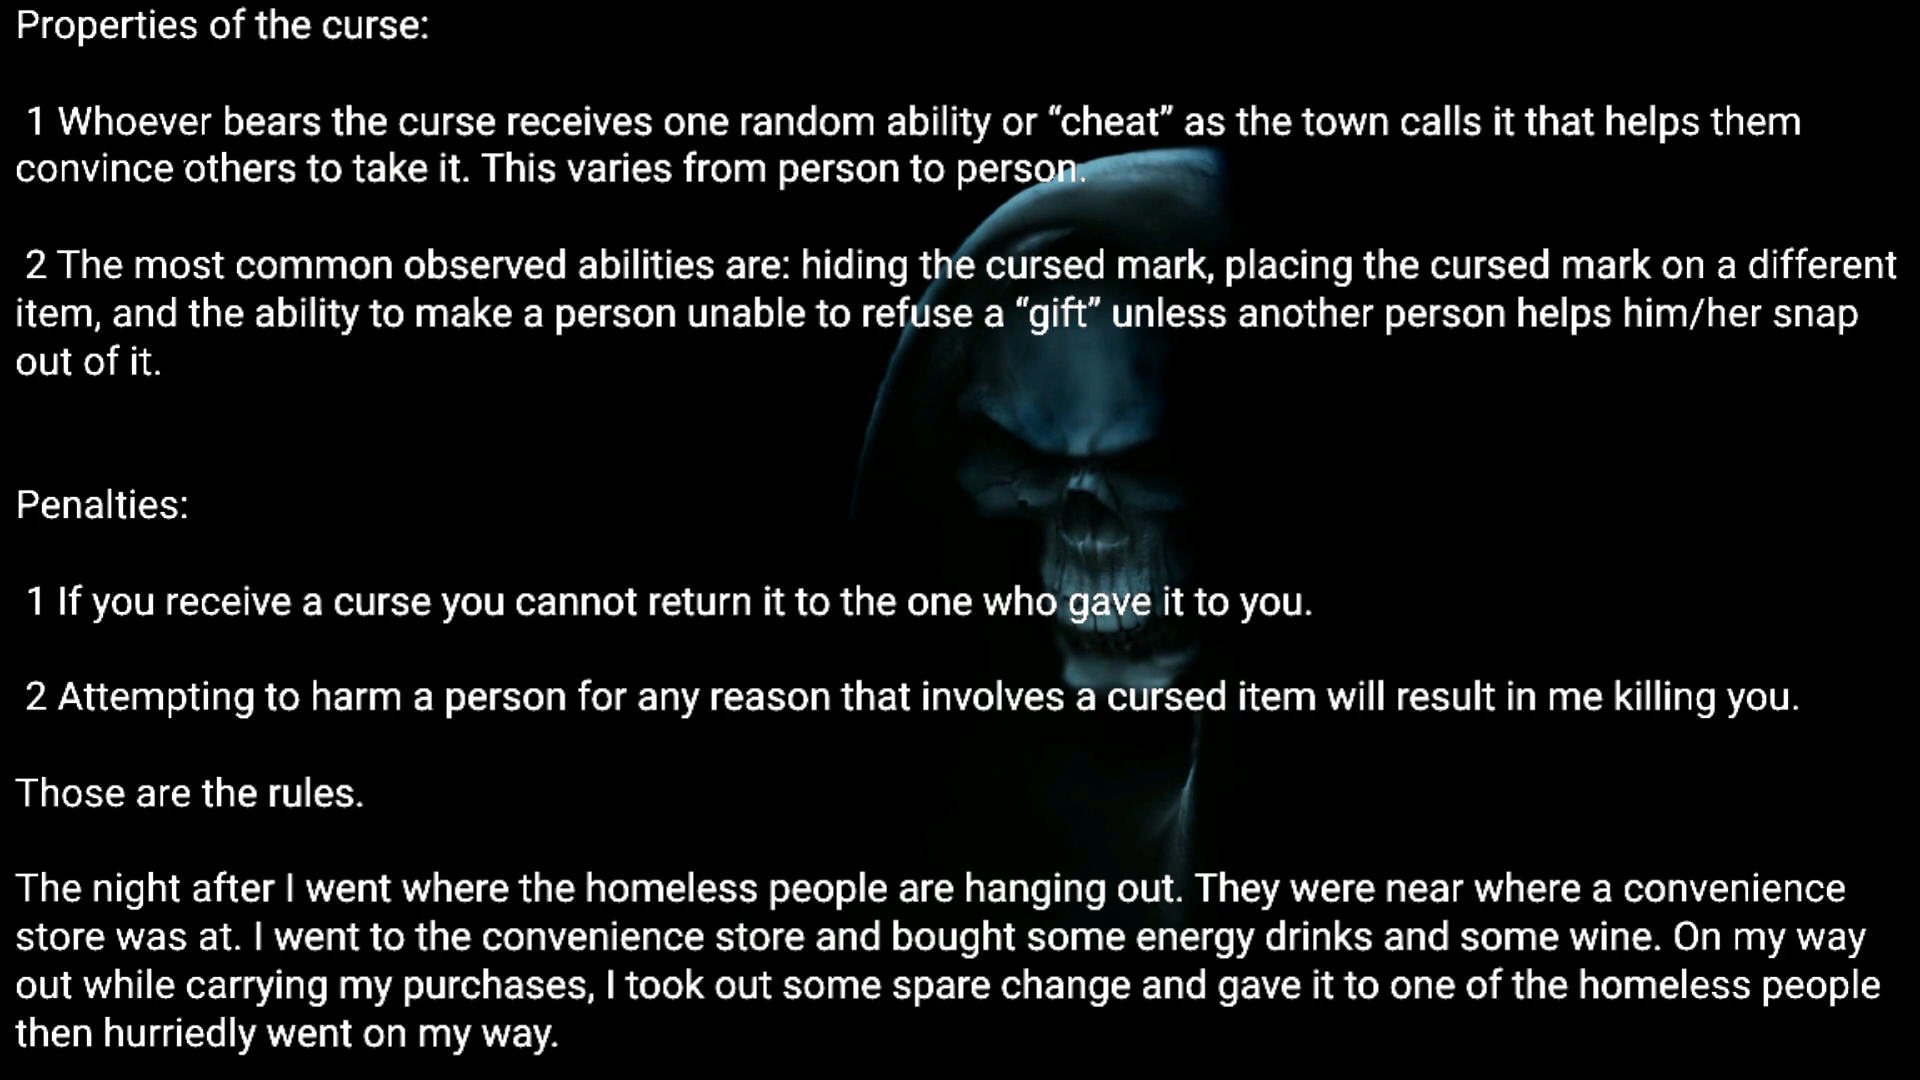 Properties of the curse:
1 Whoever bears the curse receives one random ability or “cheat” as the town calls it that helps them
convince others to take it. This varies from person to person.
2 The most common observed abilities are: hiding the cursed mark, placing the cursed mark on a different
item, and the ability to make a person unable to refuse a “gift” unless another person helps him/her snap
out of it.
Penalties:
1 If you receive a curse you cannot return it to the one who gave it to you.
2 Attempting to harm a person for any reason that involves a cursed item will result in me killing you.
Those are the rules.
The night after I went where the homeless people are hanging out. They were near where a convenience
store was at. I went to the convenience store and bought some energy drinks and some wine. On my way
out while carrying my purchases, I took out some spare change and gave it to one of the homeless people
then hurriedly went on my way.